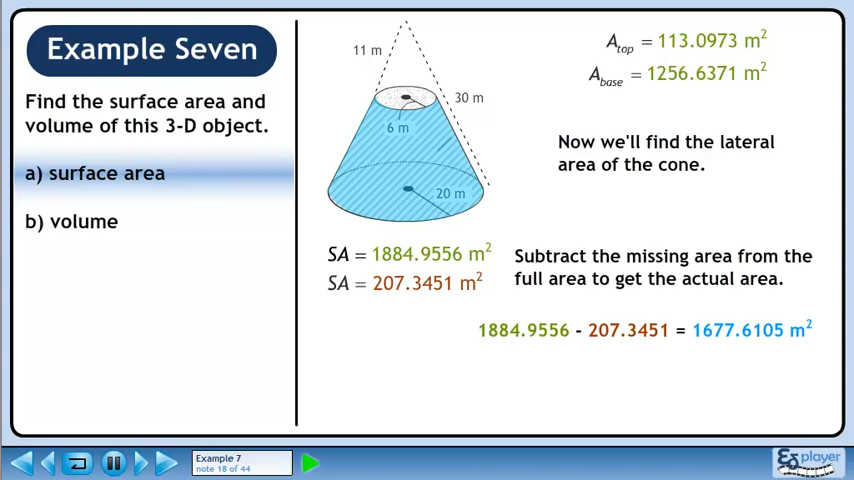 Example Seven
Find the surface area and
volume of this 3-D object.
a) surface area
b) volume
11 m
30 m
6 m
20 m
A_top = 113.0973 m²
A_base = 1256.6371 m²
Now we'll find the lateral
area of the cone.
SA = 1884.9556 m²
SA = 207.3451 m²
Subtract the missing area from the
full area to get the actual area.
1884.9556 - 207.3451 = 1677.6105 m²
Example 7
note 18 of 44
player